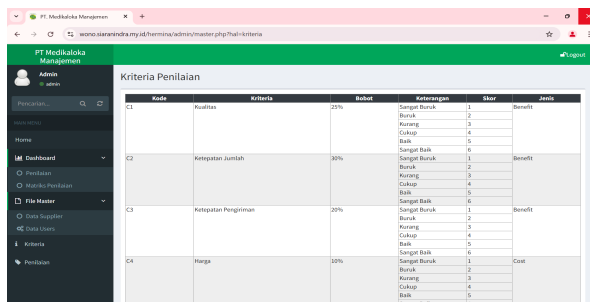 PT. Medikaloka Manajemen
wono.siaranindra.my.id/hermina/admin/master.php?hal=kriteria
PT Medikaloka
Manajemen
Logout
Admin
admin
Pencarian...
MAIN MENU
Home
Dashboard
Penilaian
Matriks Penilaian
File Master
Data Supplier
Data Users
Kriteria
Penilaian
Kriteria Penilaian
Kode Kriteria Bobot Keterangan Skor Jenis
C1 Kualitas 25% Sangat Buruk 1 Benefit
Buruk 2
Kurang 3
Cukup 4
Baik 5
Sangat Baik 6
C2 Ketepatan Jumlah 30% Sangat Buruk 1 Benefit
Buruk 2
Kurang 3
Cukup 4
Baik 5
Sangat Baik 6
C3 Ketepatan Pengiriman 20% Sangat Buruk 1 Benefit
Buruk 2
Kurang 3
Cukup 4
Baik 5
Sangat Baik 6
C4 Harga 10% Sangat Buruk 1 Cost
Buruk 2
Kurang 3
Cukup 4
Baik 5